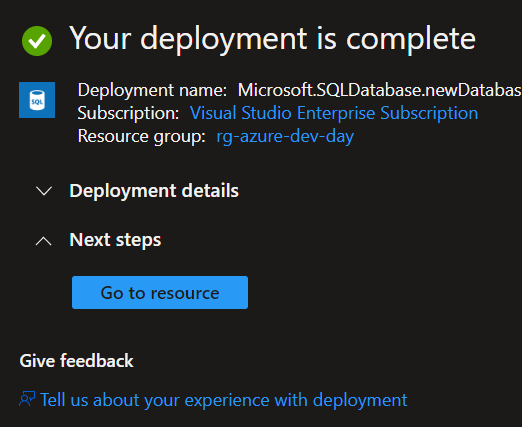 Your deployment is complete
SQL
Deployment name: Microsoft.SQLDatabase.newDatabas
Subscription: Visual Studio Enterprise Subscription
Resource group: rg-azure-dev-day
Deployment details
Next steps
Go to resource
Give feedback
Tell us about your experience with deployment